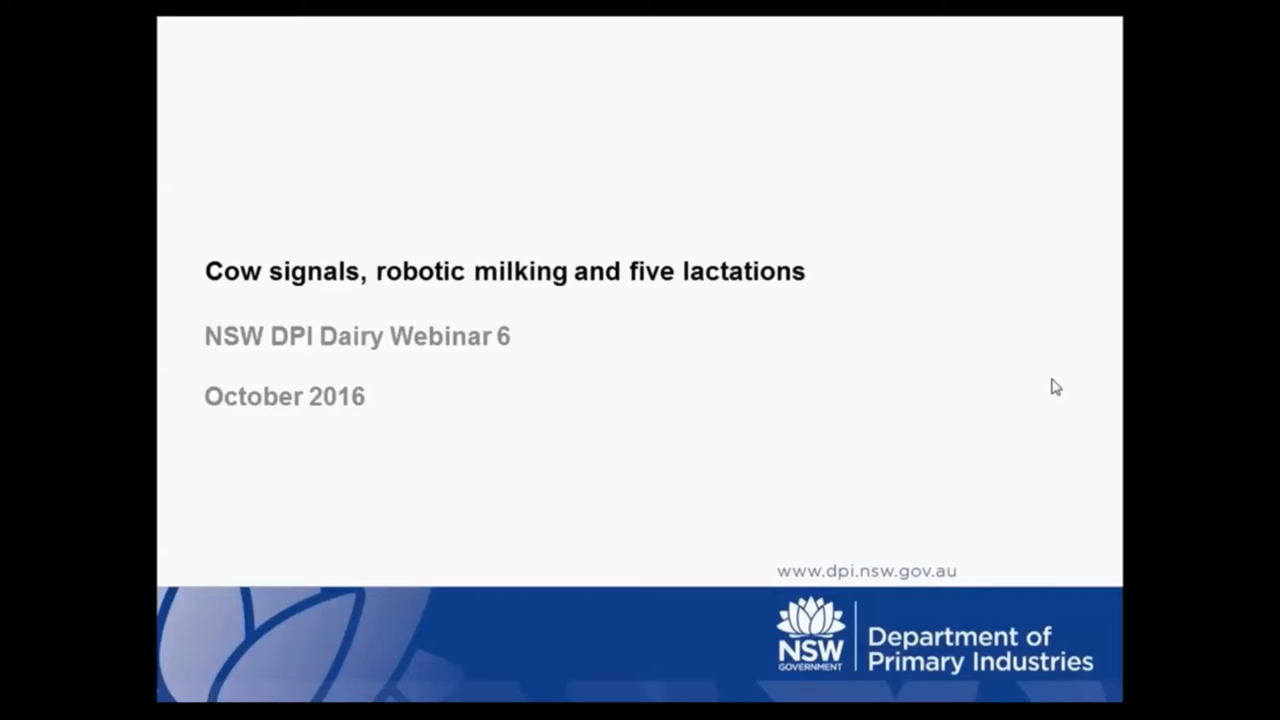 Cow signals, robotic milking and five lactations
NSW DPI Dairy Webinar 6
October 2016
www.dpi.nsw.gov.au
NSW
GOVERNMENT
Department of
Primary Industries